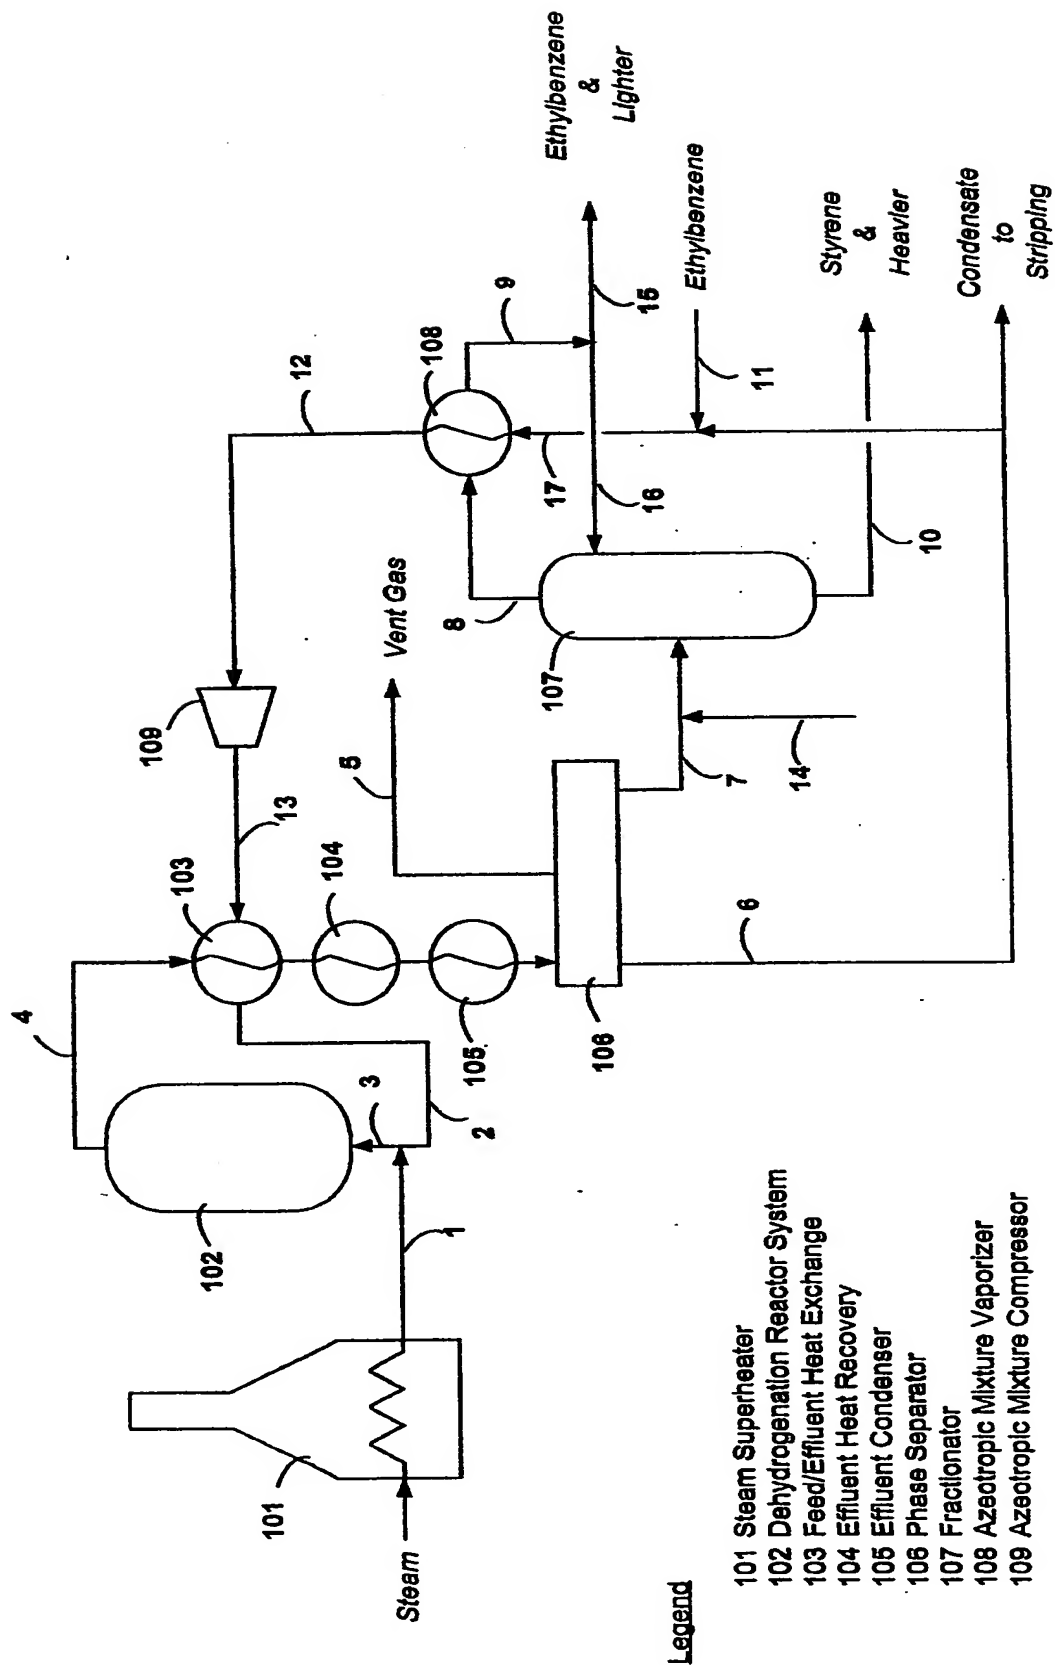 4
103
13
109
12
108
9
Ethylbenzene
&
Lighter
15
Ethylbenzene
11
17
16
8
Vent Gas
5
104
102
3
2
105
106
107
7
14
6
10
Styrene
&
Heavier
Condensate
to
Stripping
1
101
Steam
Legend
101 Steam Superheater
102 Dehydrogenation Reactor System
103 Feed/Effluent Heat Exchange
104 Effluent Heat Recovery
105 Effluent Condenser
106 Phase Separator
107 Fractionator
108 Azeotropic Mixture Vaporizer
109 Azeotropic Mixture Compressor